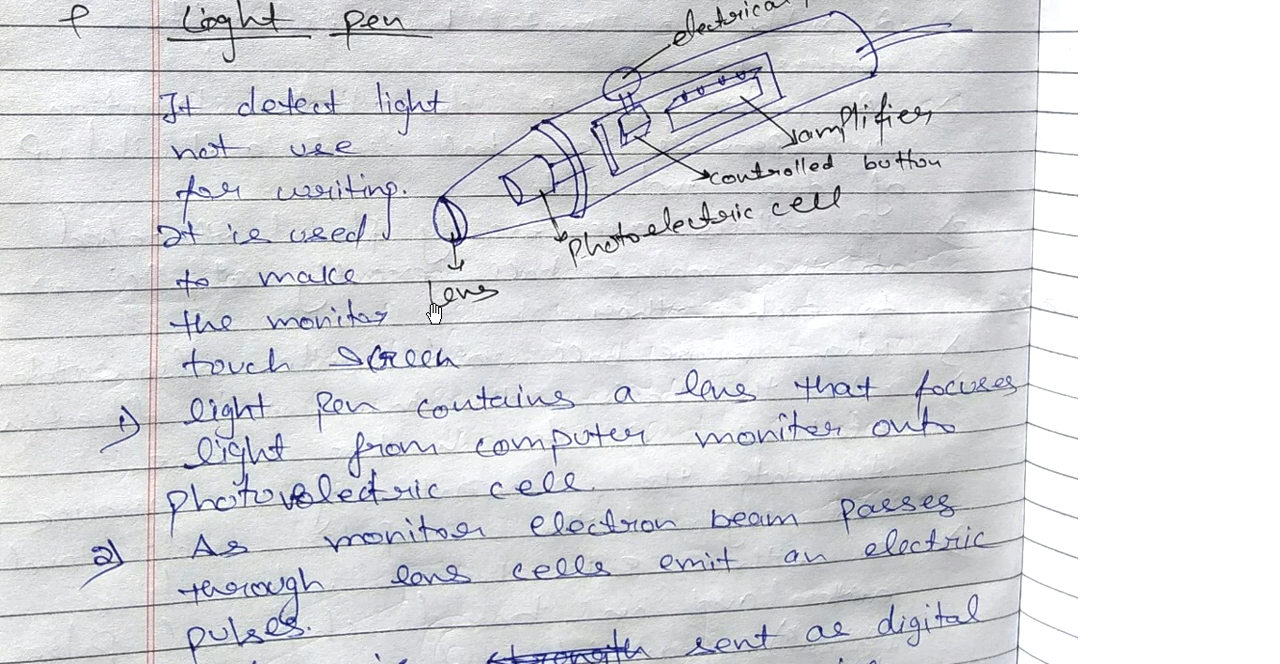 Light Pen
electrical
It detect light
not use
for writing.
It is used
to make
the monitor
touch screen
amplifier
controlled button
Photoelectric cell
lens
1) light Pen contains a lens that focuses
light from computer moniter onto
Photoelectric cell.
2) As monitor electron beam passes
through lens cells emit an electric
pulses.
strength sent as digital